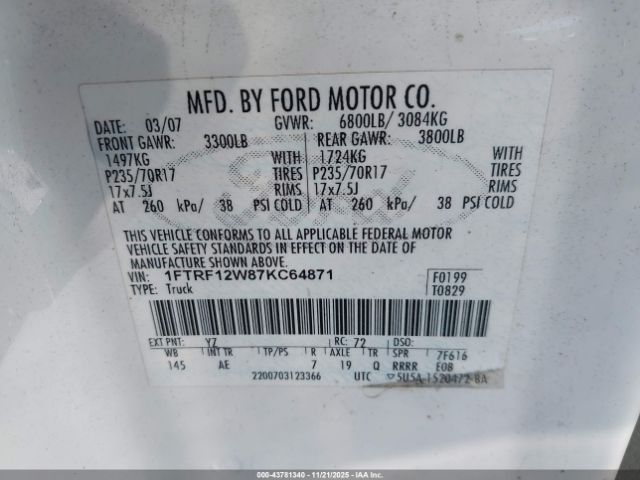 MFD. BY FORD MOTOR CO.
DATE: 03/07 GVWR: 6800LB/ 3084KG
FRONT GAWR: 3300LB REAR GAWR: 3800LB
1497KG WITH 1724KG WITH
P235/70R17 TIRES P235/70R17 TIRES
17x7.5J RIMS 17x7.5J RIMS
AT 260 kPa/ 38 PSI COLD AT 260 kPa/ 38 PSI COLD
Ford
THIS VEHICLE CONFORMS TO ALL APPLICABLE FEDERAL MOTOR
VEHICLE SAFETY STANDARDS IN EFFECT ON THE DATE OF
MANUFACTURE SHOWN ABOVE.
VIN: 1FTRF12W87KC64871 F0199
TYPE: Truck T0829
EXT PNT: YZ RC: 72 DSO:
WB INT TR TP/PS R AXLE TR SPR 7F616
145 AE 7 19 Q RRRR E08
2200703123366 UTC ▽5U5A-1520472-BA
000-43781340 - 11/21/2025 - IAA Inc.